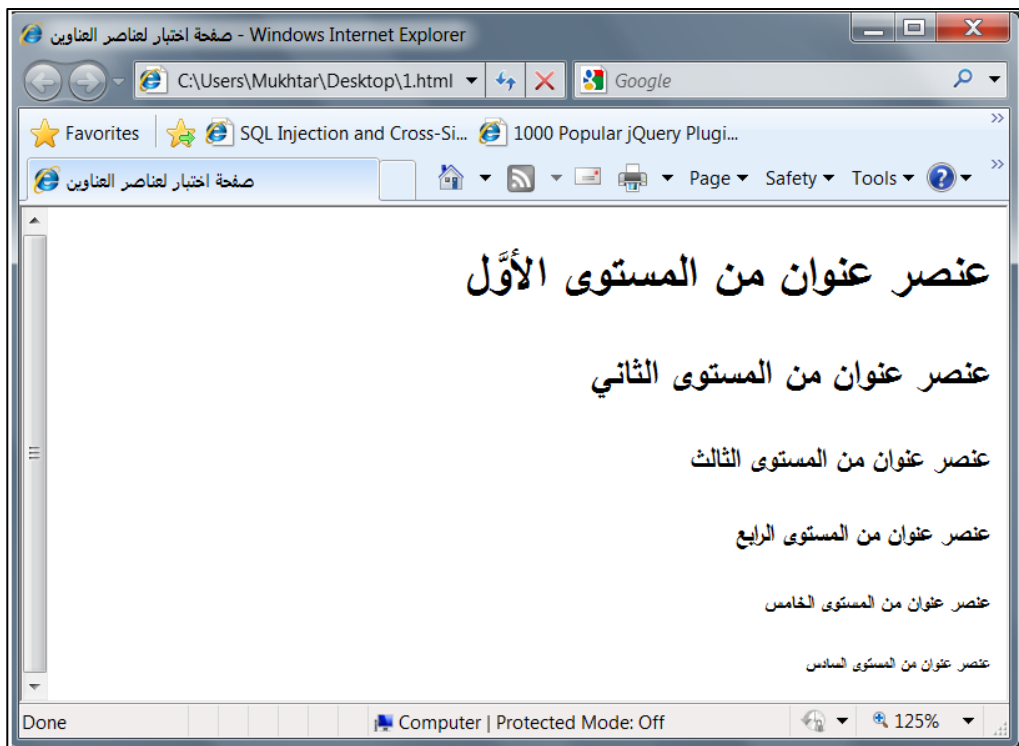 صفحة اختبار لعناصر العناوين - Windows Internet Explorer
C:\Users\Mukhtar\Desktop\1.html
Google
Favorites
SQL Injection and Cross-Si...
1000 Popular jQuery Plugi...
صفحة اختبار لعناصر العناوين
Page
Safety
Tools
عنصر عنوان من المستوى الأوَّل
عنصر عنوان من المستوى الثاني
عنصر عنوان من المستوى الثالث
عنصر عنوان من المستوى الرابع
عنصر عنوان من المستوى الخامس
عنصر عنوان من المستوى السادس
Done
Computer | Protected Mode: Off
125%